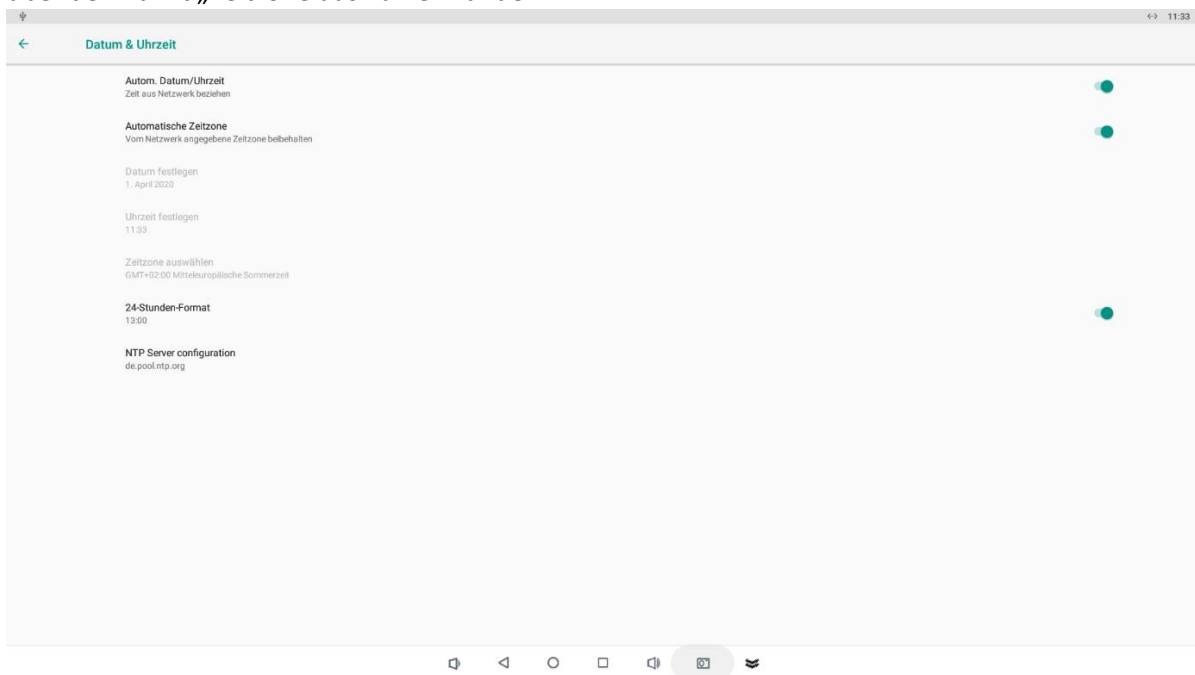 11:33
Datum & Uhrzeit
Autom. Datum/Uhrzeit
Zeit aus Netzwerk beziehen
Automatische Zeitzone
Vom Netzwerk angegebene Zeitzone beibehalten
Datum festlegen
1. April 2020
Uhrzeit festlegen
11:33
Zeitzone auswählen
GMT+02:00 Mitteleuropäische Sommerzeit
24-Stunden-Format
13:00
NTP Server configuration
de.pool.ntp.org